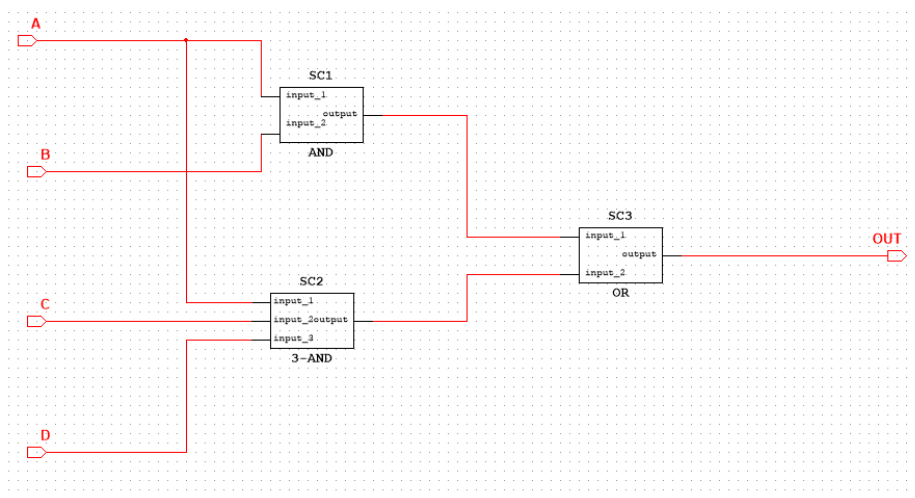 A
SC1
input_1
output
input_2
AND
B
SC3
input_1
output
input_2
OR
OUT
SC2
input_1
input_2output
input_3
3-AND
C
D